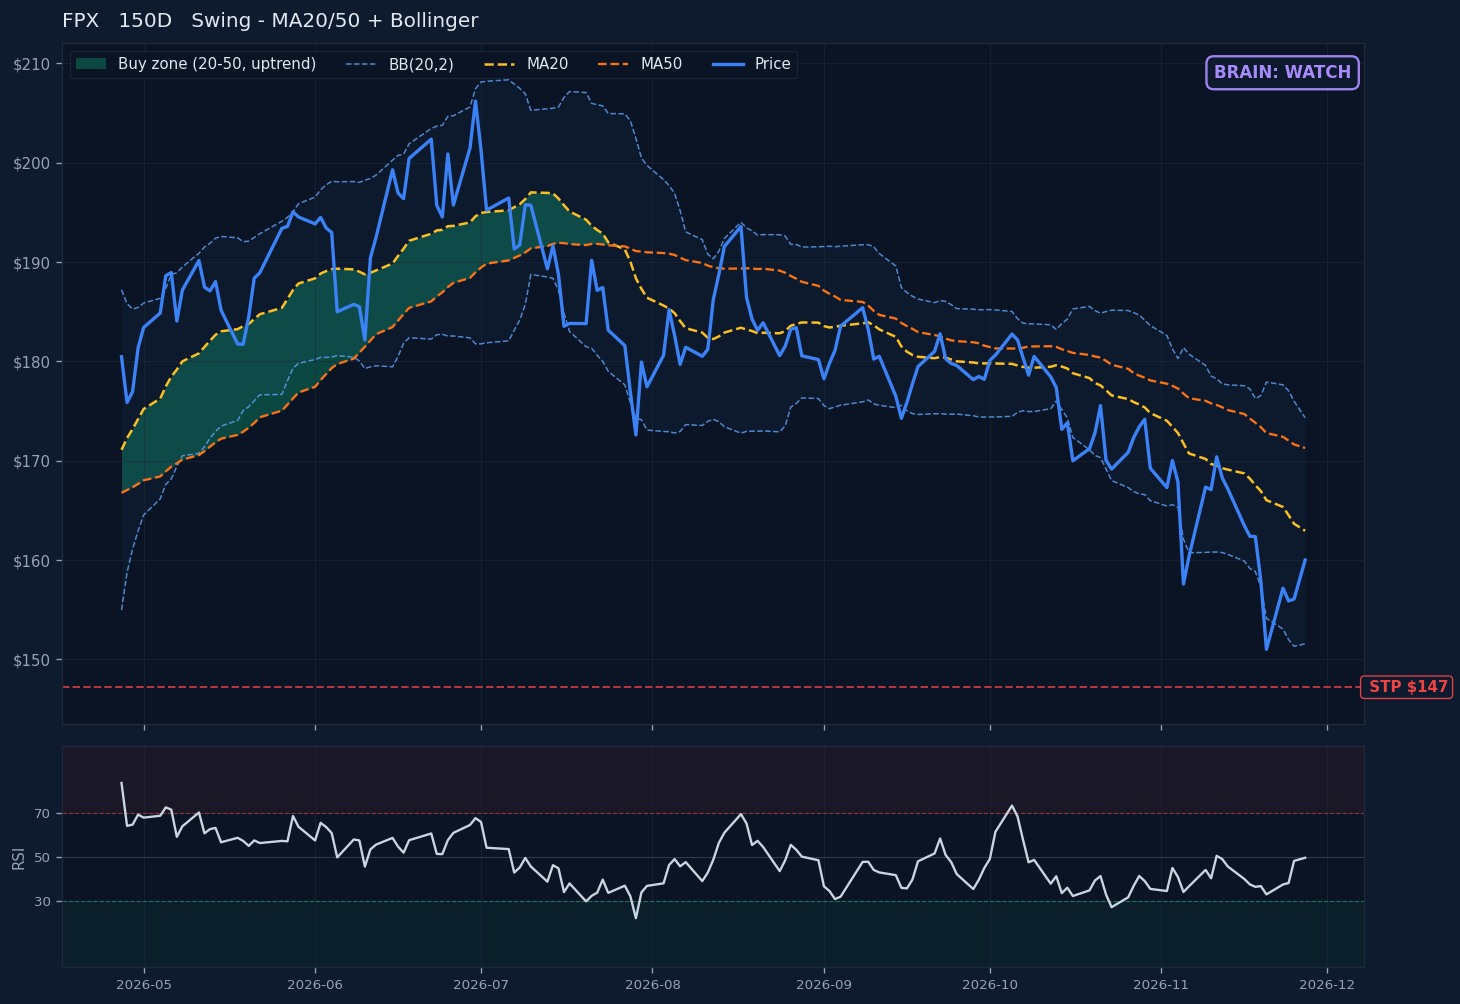 FPX   150D   Swing - MA20/50 + Bollinger
Buy zone (20-50, uptrend)   BB(20,2)   MA20   MA50   Price
BRAIN: WATCH
$210
$200
$190
$180
$170
$160
$150
STP $147
70
50
30
RSI
2026-05   2026-06   2026-07   2026-08   2026-09   2026-10   2026-11   2026-12